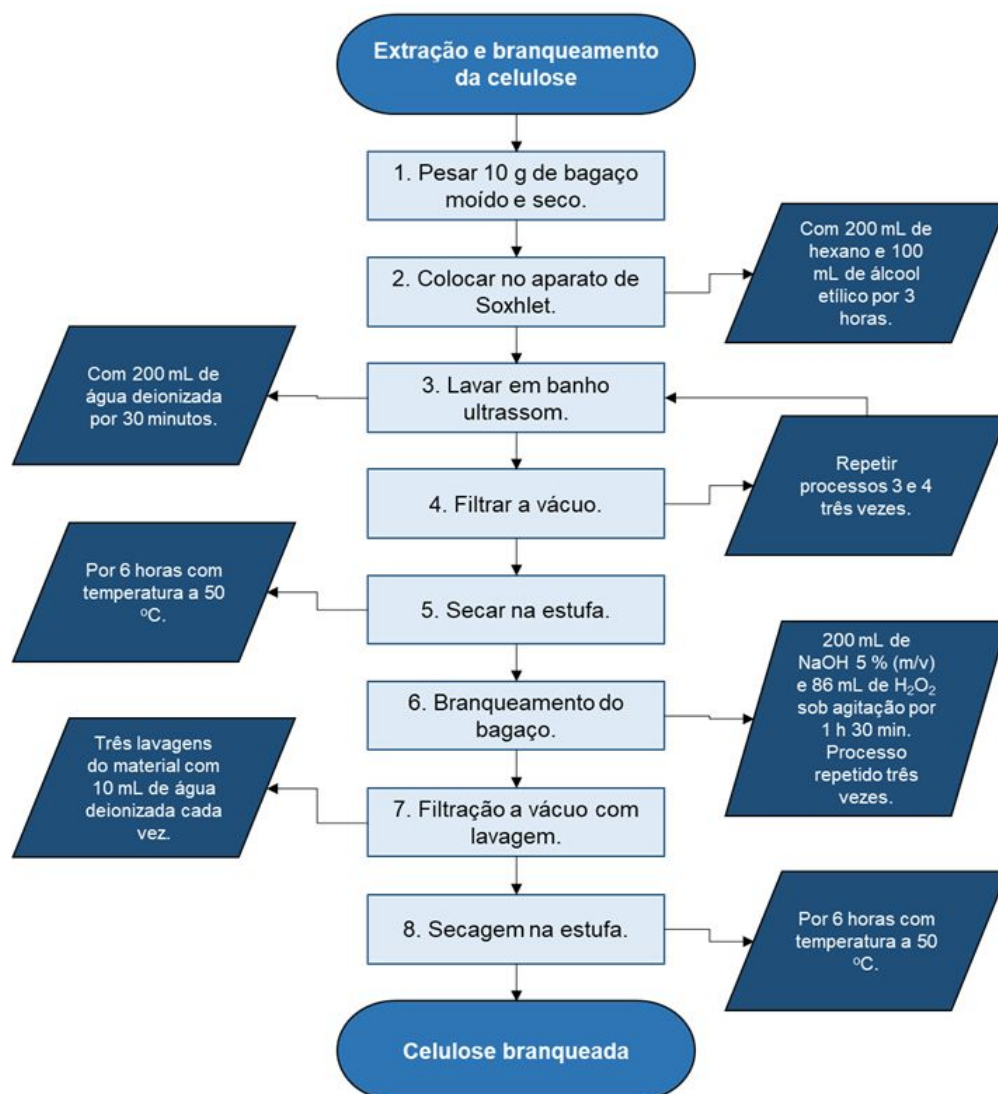 Extração e branqueamento
da celulose
1. Pesar 10 g de bagaço
moído e seco.
2. Colocar no aparato de
Soxhlet.
Com 200 mL de
hexano e 100
mL de álcool
etílico por 3
horas.
3. Lavar em banho
ultrassom.
Com 200 mL de
água deionizada
por 30 minutos.
4. Filtrar a vácuo.
Repetir
processos 3 e 4
três vezes.
5. Secar na estufa.
Por 6 horas com
temperatura a 50
ºC.
6. Branqueamento do
bagaço.
200 mL de
NaOH 5 % (m/v)
e 86 mL de H₂O₂
sob agitação por
1 h 30 min.
Processo
repetido três
vezes.
7. Filtração a vácuo com
lavagem.
Três lavagens
do material com
10 mL de água
deionizada cada
vez.
8. Secagem na estufa.
Por 6 horas com
temperatura a 50
ºC.
Celulose branqueada